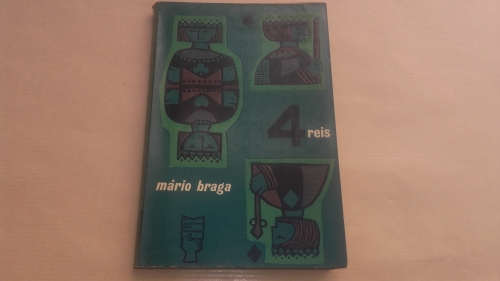 4 reis
mário braga